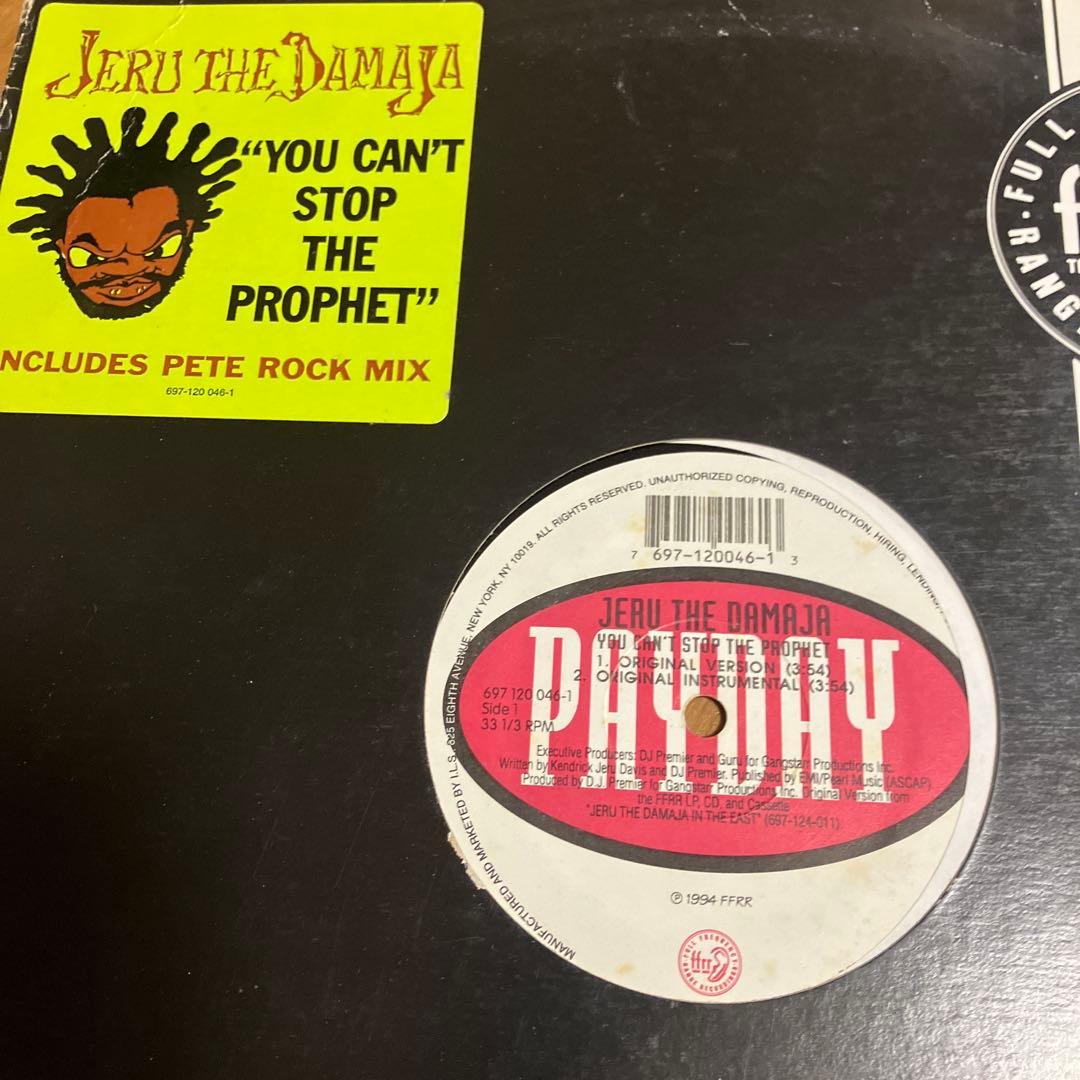 JERU THE DAMAJA
"YOU CAN'T
STOP
THE
PROPHET"
NCLUDES PETE ROCK MIX
697-120 046-1
FULL
RANG
MANUFACTURED AND MARKETED BY I.L.S., 825 EIGHTH AVENUE, NEW YORK, NY 10019. ALL RIGHTS RESERVED. UNAUTHORIZED COPYING, REPRODUCTION, HIRING, LENDING,
7 697-120046-1 3
JERU THE DAMAJA
YOU CAN'T STOP THE PROPHET
1. ORIGINAL VERSION (3:54)
2. ORIGINAL INSTRUMENTAL (3:54)
PAYDAY
697 120 046-1
Side 1
33 1/3 RPM
Executive Producers: DJ Premier and Guru for Gangstarr Productions Inc.
Written by Kendrick Jeru Davis and DJ Premier. Published by EMI/Pearl Music (ASCAP).
Produced by D.J. Premier for Gangstarr Productions Inc. Original Version from
the FFRR LP, CD, and Cassette
"JERU THE DAMAJA IN THE EAST" (697-124-011).
℗ 1994 FFRR
FULL FREQUENCY
ffrr
RANGE RECORDINGS